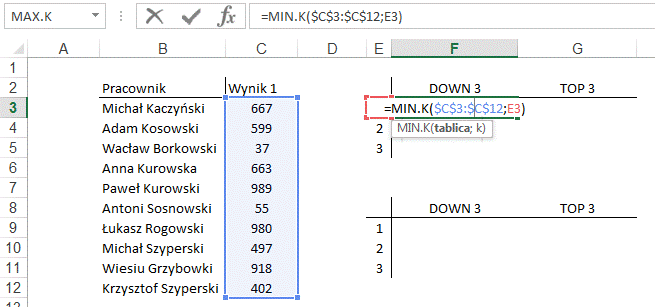 MAX.K =MIN.K($C$3:$C$12;E3)
A B C D E F G
1
2 Pracownik Wynik 1 DOWN 3 TOP 3
3 Michał Kaczyński 667 =MIN.K($C$3:$C$12;E3)
4 Adam Kosowski 599 2 MIN.K(tablica; k)
5 Wacław Borkowski 37 3
6 Anna Kurowska 663
7 Paweł Kurowski 989
8 Antoni Sosnowski 55 DOWN 3 TOP 3
9 Łukasz Rogowski 980 1
10 Michał Szyperski 497 2
11 Wiesiu Grzybowki 918 3
12 Krzysztof Szyperski 402